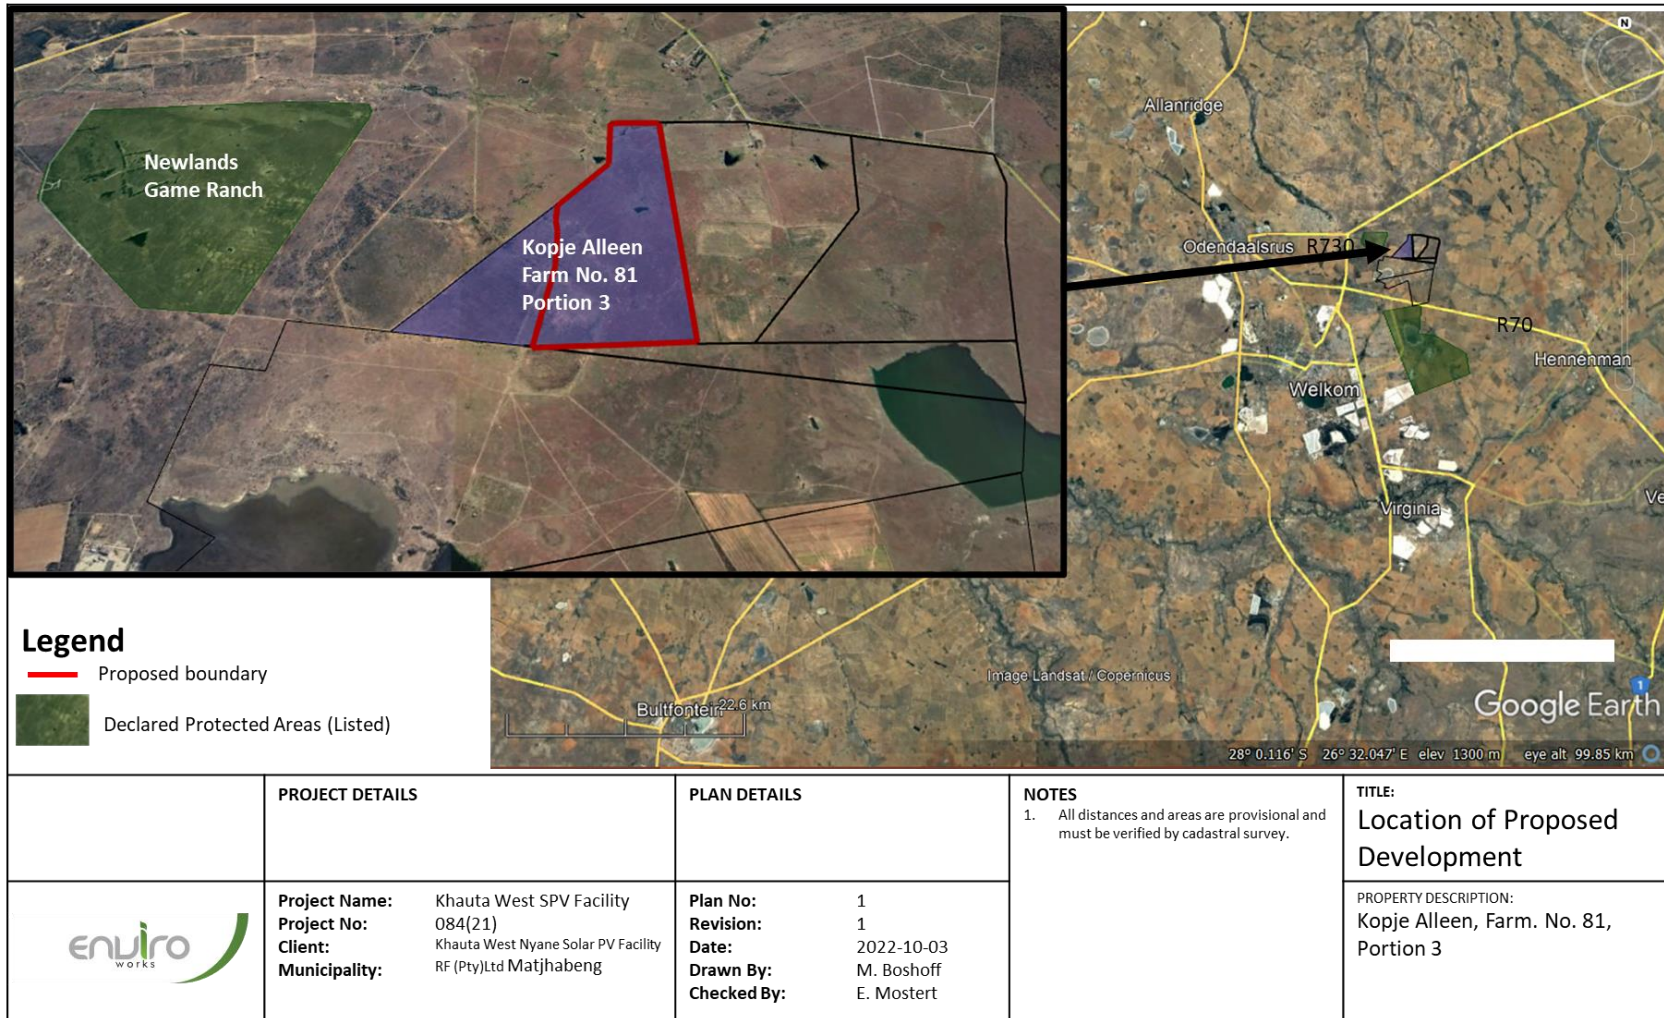 Newlands
Game Ranch
Kopje Alleen
Farm No. 81
Portion 3
N
Allanridge
Odendaalsrus
R730
R70
Hennenman
Welkom
Virginia
Ve
Image Landsat / Copernicus
Bultfontein
22.6 km
1
Google Earth
28° 0.116' S 26° 32.047' E elev 1300 m eye alt 99.85 km
Legend
Proposed boundary
Declared Protected Areas (Listed)
PROJECT DETAILS
Project Name: Khauta West SPV Facility
Project No: 084(21)
Client: Khauta West Nyane Solar PV Facility
Municipality: RF (Pty)Ltd Matjhabeng
PLAN DETAILS
Plan No: 1
Revision: 1
Date: 2022-10-03
Drawn By: M. Boshoff
Checked By: E. Mostert
NOTES
1. All distances and areas are provisional and
must be verified by cadastral survey.
TITLE:
Location of Proposed
Development
PROPERTY DESCRIPTION:
Kopje Alleen, Farm. No. 81,
Portion 3
enviro
works